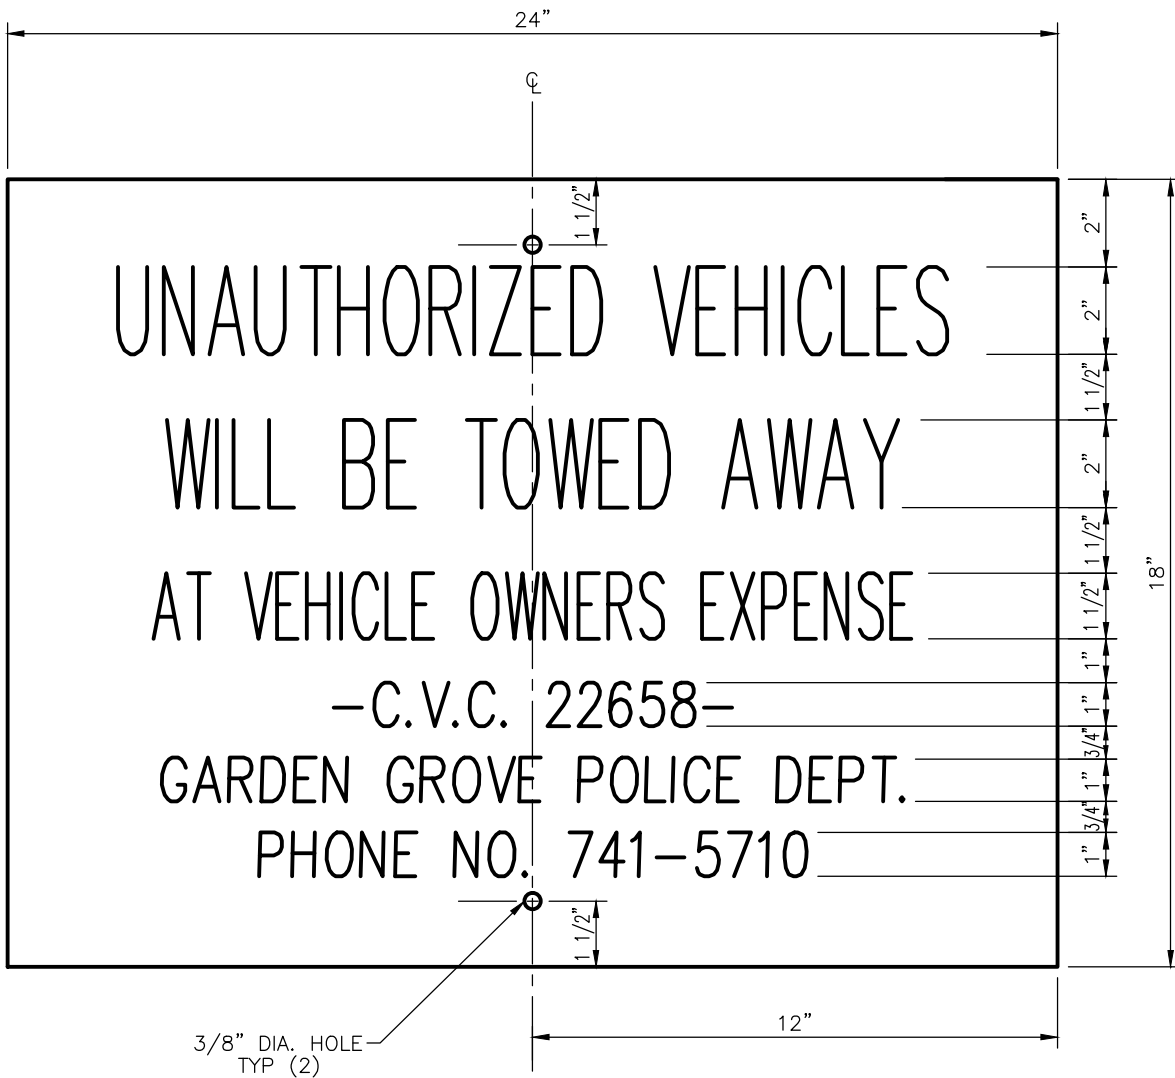 24”
℄
1 1/2”
2”
UNAUTHORIZED VEHICLES
2”
1 1/2”
WILL BE TOWED AWAY
2”
1 1/2”
18”
AT VEHICLE OWNERS EXPENSE
1 1/2”
1”
-C.V.C. 22658-
1”
3/4”
GARDEN GROVE POLICE DEPT.
1”
3/4”
PHONE NO. 741-5710
1”
1 1/2”
12”
3/8” DIA. HOLE
TYP (2)